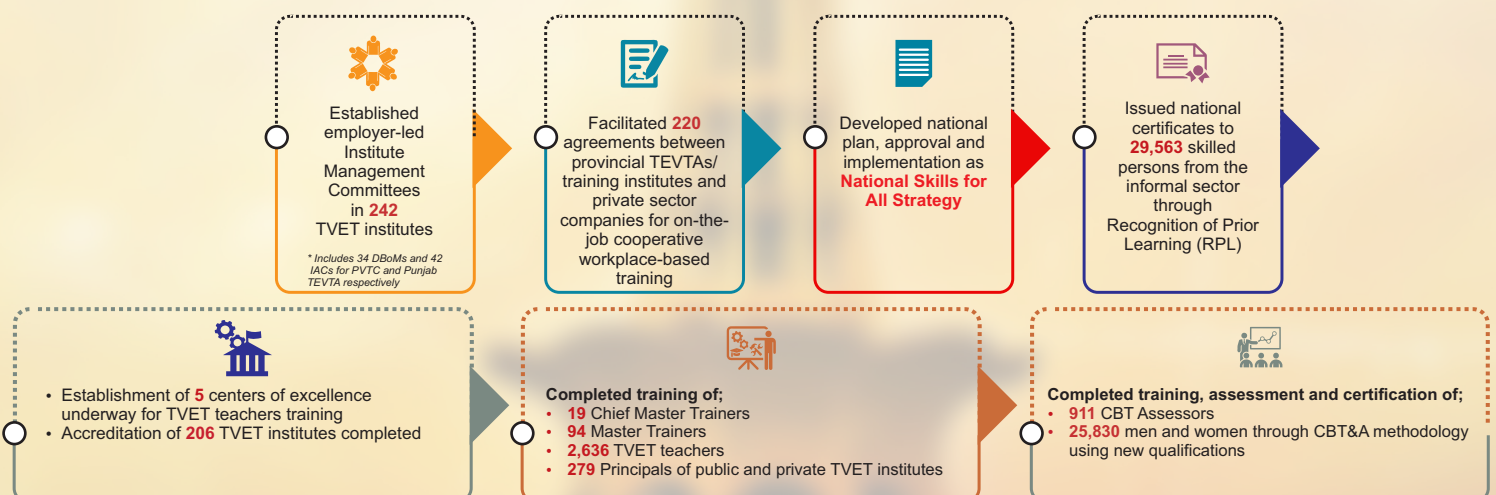 Established
employer-led
Institute
Management
Committees
in 242
TVET institutes
* Includes 34 DBoMs and 42
IACs for PVTC and Punjab
TEVTA respectively
Facilitated 220
agreements between
provincial TEVTAs/
training institutes and
private sector
companies for on-the-
job cooperative
workplace-based
training
Developed national
plan, approval and
implementation as
National Skills for
All Strategy
Issued national
certificates to
29,563 skilled
persons from the
informal sector
through
Recognition of Prior
Learning (RPL)
• Establishment of 5 centers of excellence
underway for TVET teachers training
• Accreditation of 206 TVET institutes completed
Completed training of;
• 19 Chief Master Trainers
• 94 Master Trainers
• 2,636 TVET teachers
• 279 Principals of public and private TVET institutes
Completed training, assessment and certification of;
• 911 CBT Assessors
• 25,830 men and women through CBT&A methodology
using new qualifications